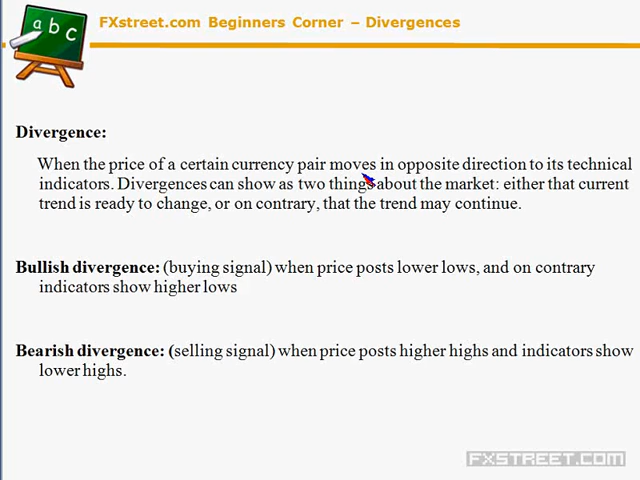 a b c
FXstreet.com Beginners Corner – Divergences
Divergence:
When the price of a certain currency pair moves in opposite direction to its technical
indicators. Divergences can show as two things about the market: either that current
trend is ready to change, or on contrary, that the trend may continue.
Bullish divergence: (buying signal) when price posts lower lows, and on contrary
indicators show higher lows
Bearish divergence: (selling signal) when price posts higher highs and indicators show
lower highs.
FXSTREET.COM